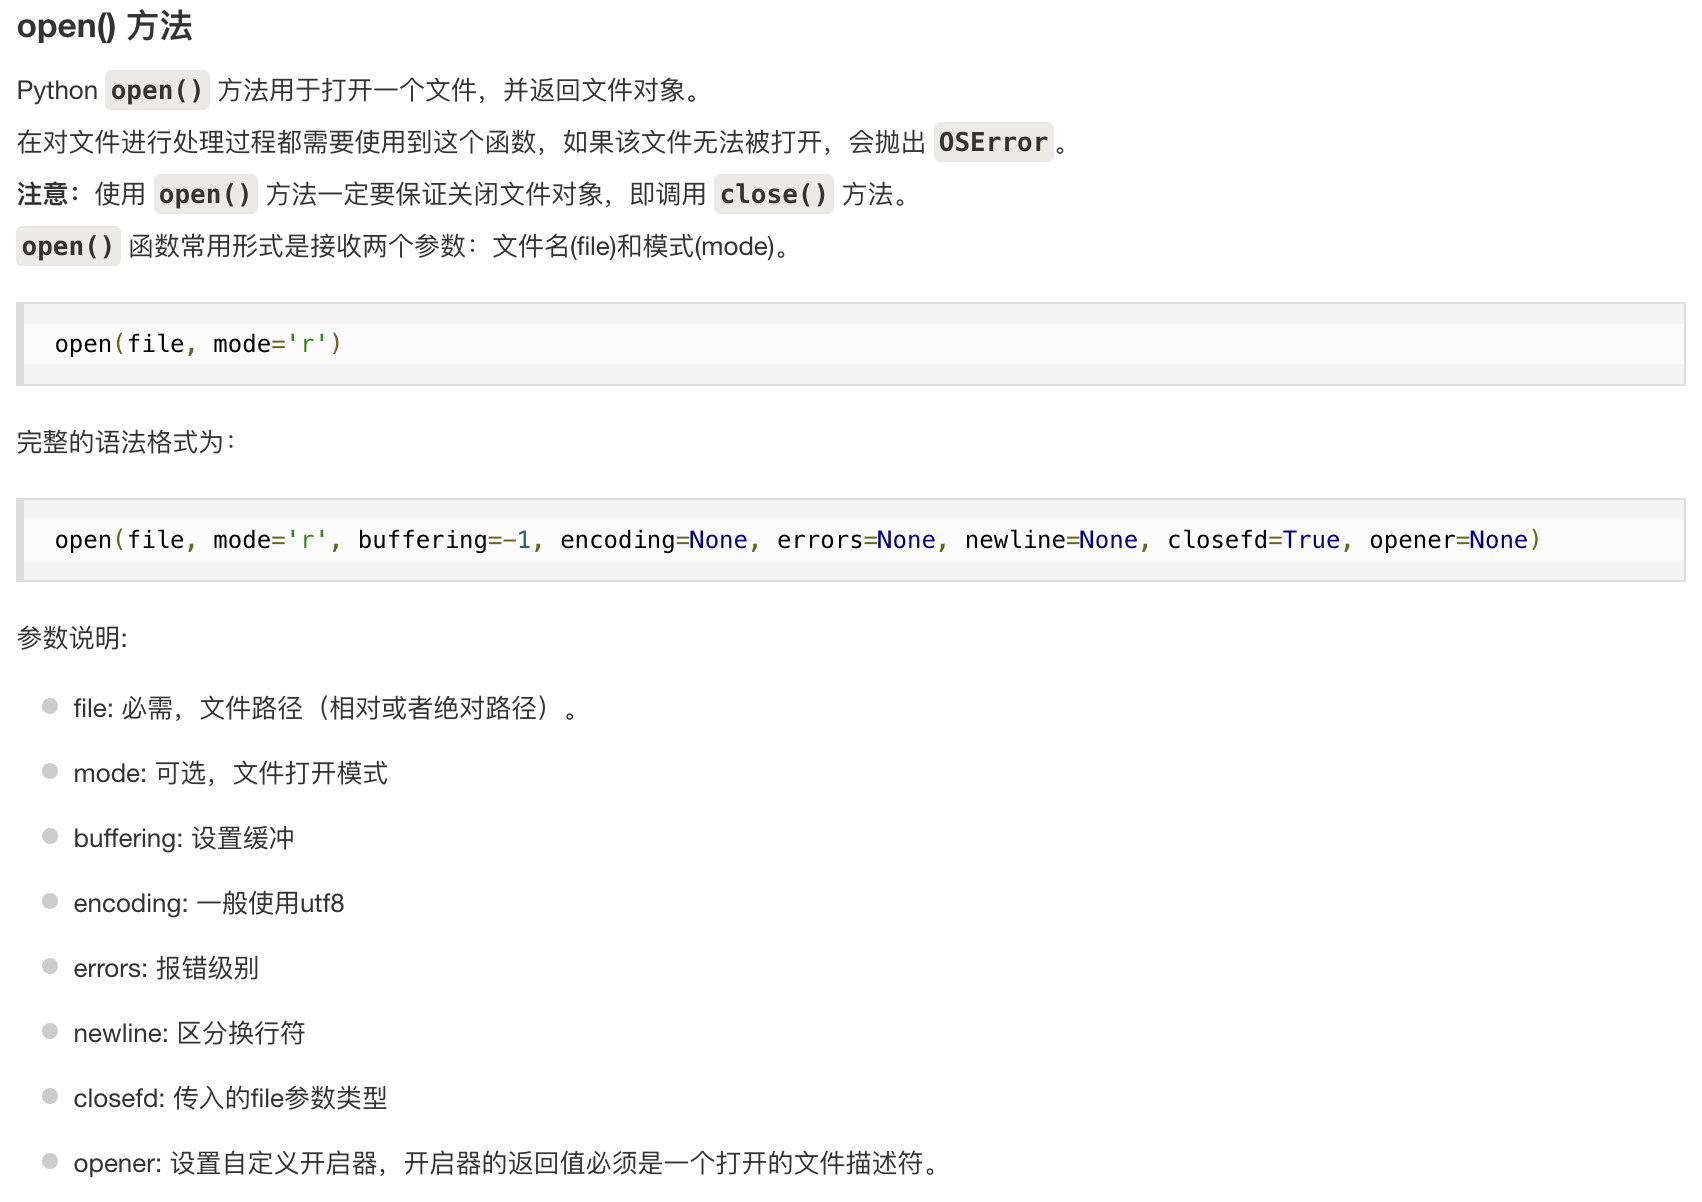 open() 方法
Python open() 方法用于打开一个文件，并返回文件对象。
在对文件进行处理过程都需要使用到这个函数，如果该文件无法被打开，会抛出 OSError。
注意：使用 open() 方法一定要保证关闭文件对象，即调用 close() 方法。
open() 函数常用形式是接收两个参数：文件名(file)和模式(mode)。
open(file, mode='r')
完整的语法格式为：
open(file, mode='r', buffering=-1, encoding=None, errors=None, newline=None, closefd=True, opener=None)
参数说明:
file: 必需，文件路径（相对或者绝对路径）。
mode: 可选，文件打开模式
buffering: 设置缓冲
encoding: 一般使用utf8
errors: 报错级别
newline: 区分换行符
closefd: 传入的file参数类型
opener: 设置自定义开启器，开启器的返回值必须是一个打开的文件描述符。